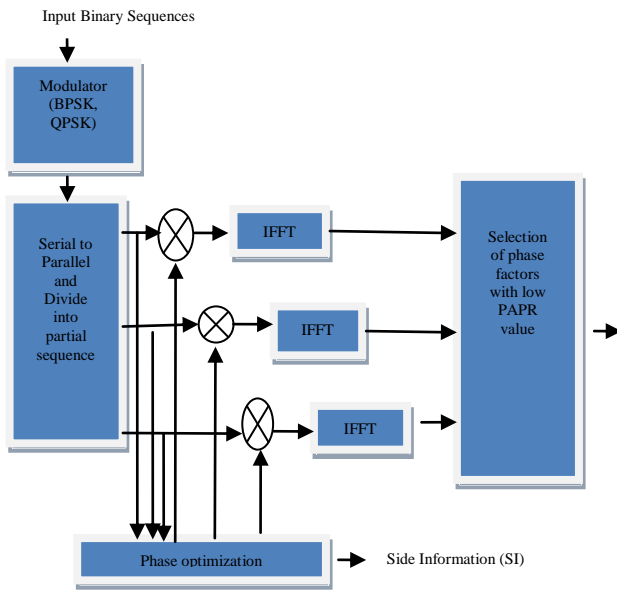 Input Binary Sequences
Modulator
(BPSK,
QPSK)
Serial to
Parallel
and
Divide
into
partial
sequence
IFFT
IFFT
IFFT
Selection
of phase
factors
with low
PAPR
value
Phase optimization
Side Information (SI)